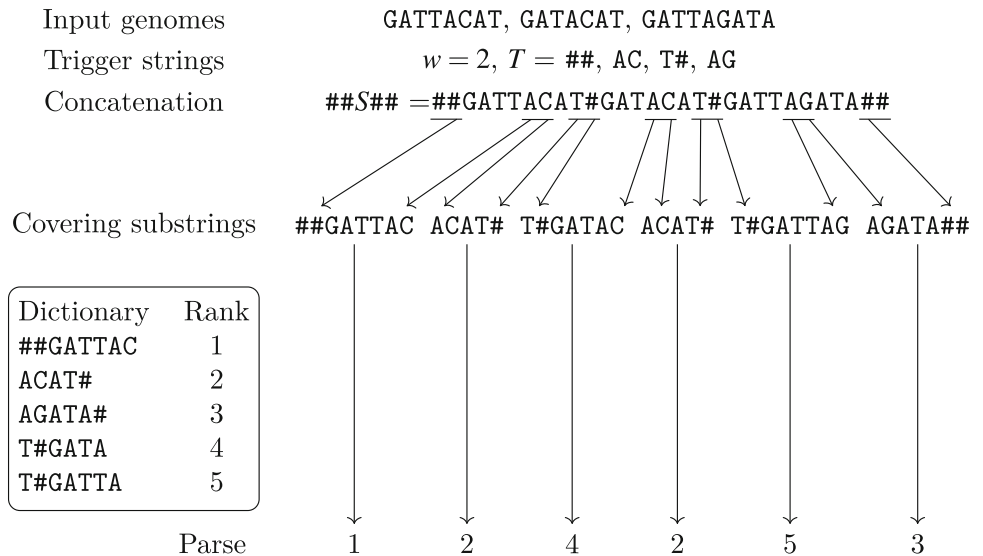 Input genomes GATTACAT, GATACAT, GATTAGATA
Trigger strings w = 2, T = ##, AC, T#, AG
Concatenation ##S## =##GATTACAT#GATACAT#GATTAGATA##
Covering substrings ##GATTAC ACAT# T#GATAC ACAT# T#GATTAG AGATA##
Dictionary Rank
##GATTAC 1
ACAT# 2
AGATA# 3
T#GATA 4
T#GATTA 5
Parse 1 2 4 2 5 3